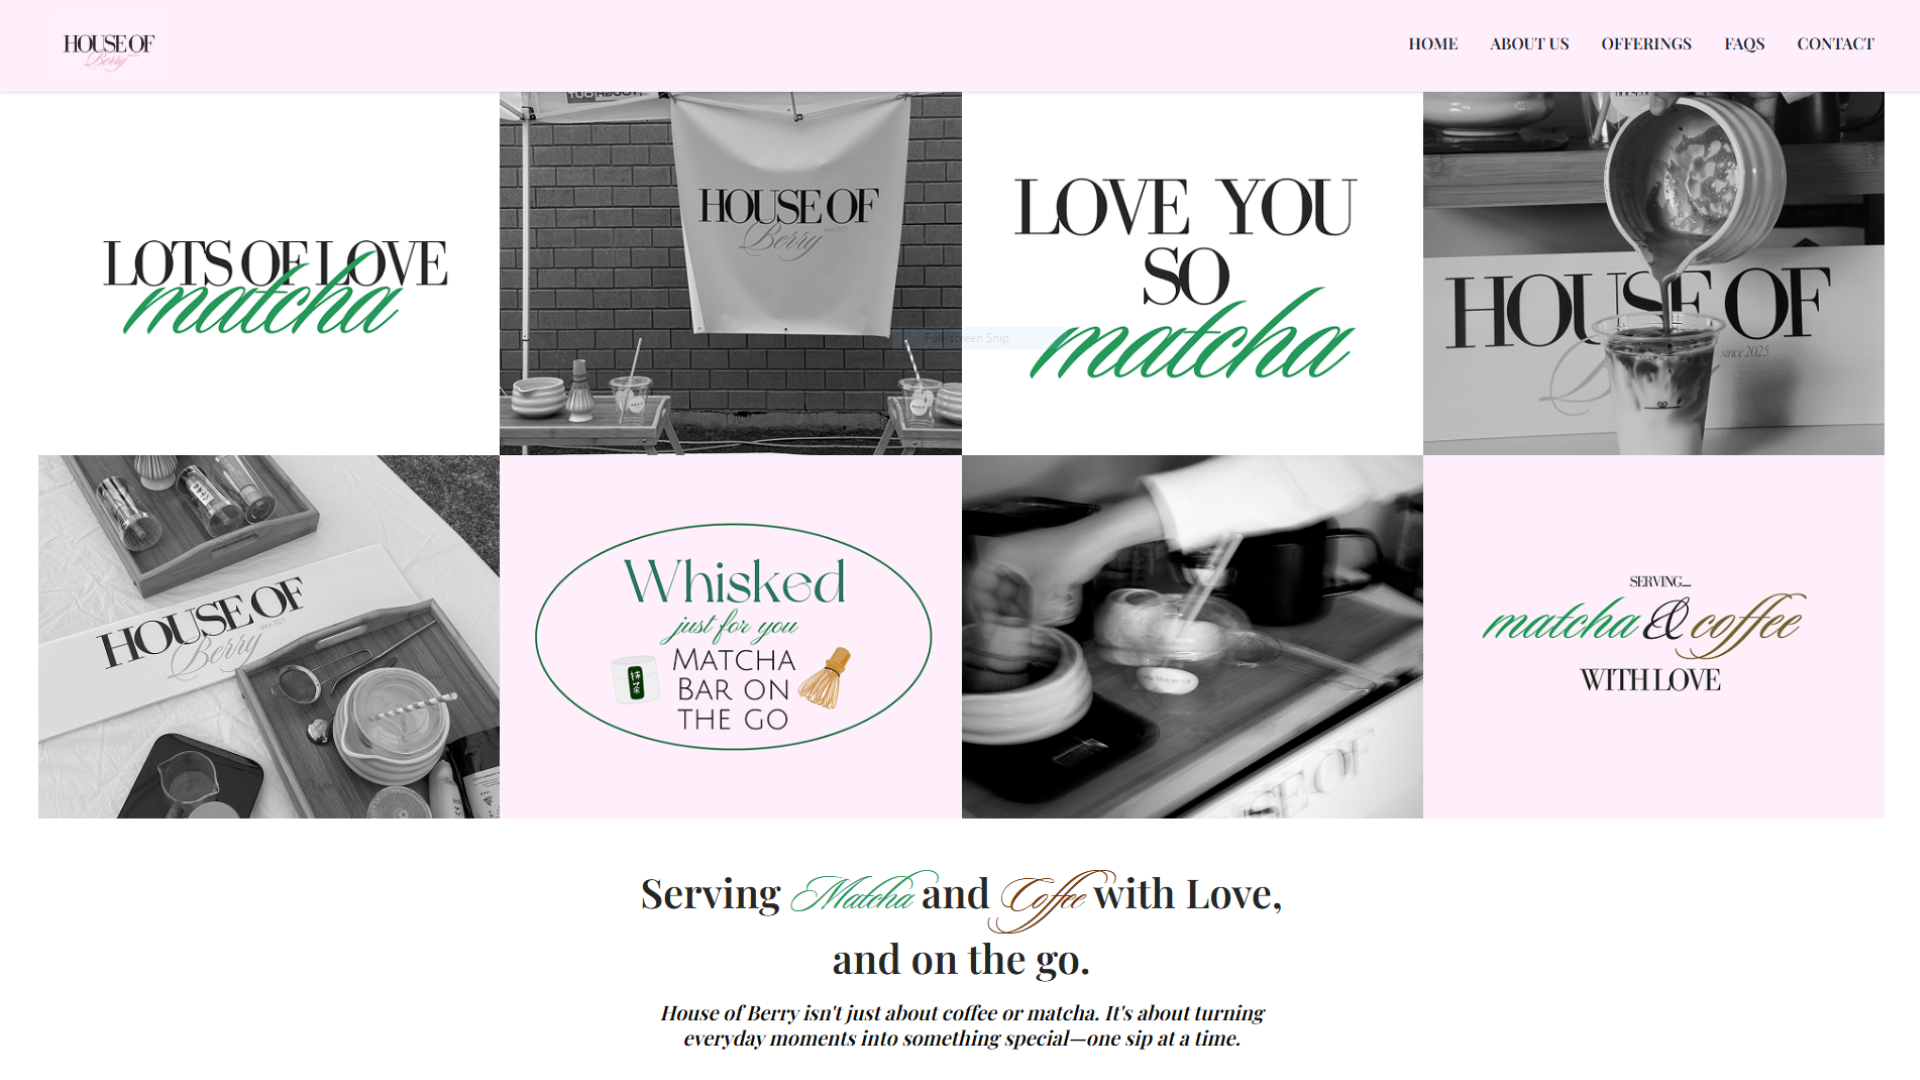 HOUSE OF
Berry
HOME ABOUT US OFFERINGS FAQS CONTACT
LOTS OF LOVE
matcha
HOUSE OF
Berry since 2025
LOVE YOU
SO
matcha
Full-screen Snip
HOUSE OF
since 2025
HOUSE OF
Berry since 2025
Whisked
just for you
MATCHA
BAR ON
THE GO
抹
茶
SE OF
SERVING...
matcha & coffee
WITH LOVE
Serving Matcha and Coffee with Love,
and on the go.
House of Berry isn't just about coffee or matcha. It's about turning
everyday moments into something special—one sip at a time.